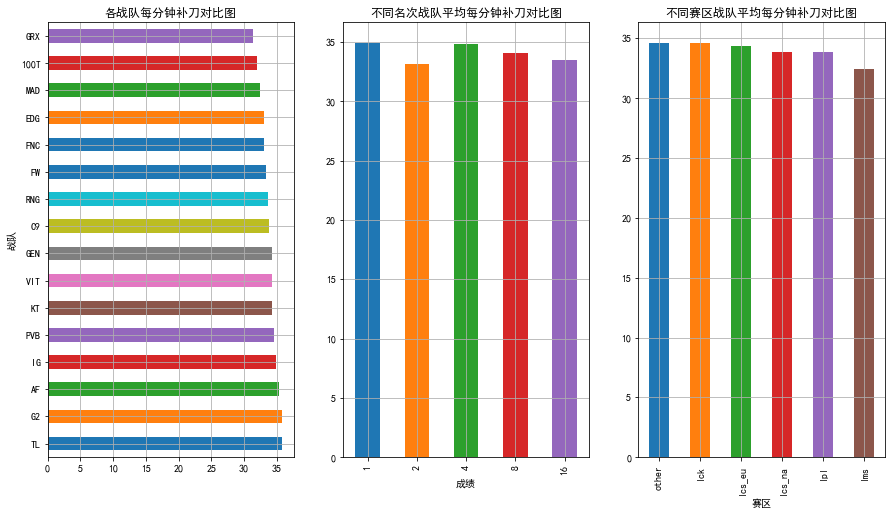 各战队每分钟补刀对比图
战队
GRX
100T
MAD
EDG
FNC
FW
RNG
C9
GEN
VIT
KT
PVB
IG
AF
G2
TL
0 5 10 15 20 25 30 35
不同名次战队平均每分钟补刀对比图
35
30
25
20
15
10
5
0
1 2 4 8 16
成绩
不同赛区战队平均每分钟补刀对比图
35
30
25
20
15
10
5
0
other lck lcs_eu lcs_na lpl lms
赛区